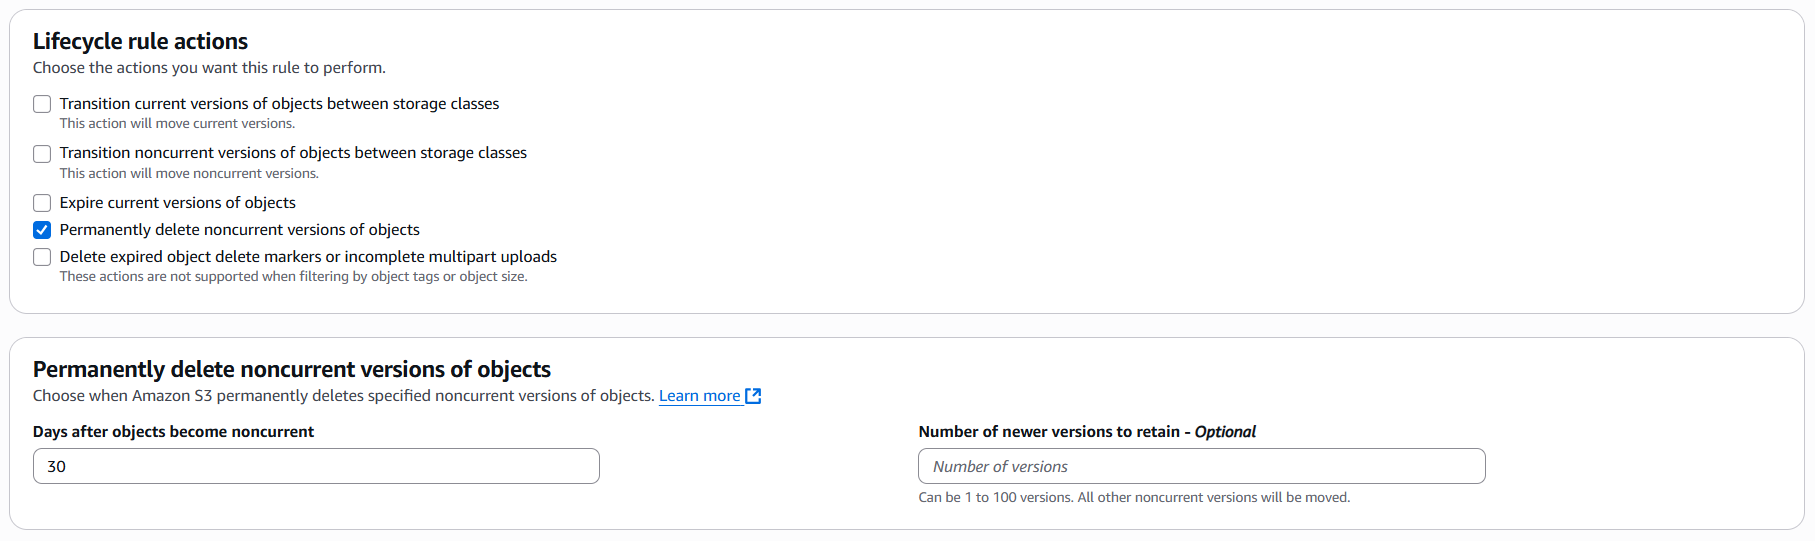 Lifecycle rule actions
Choose the actions you want this rule to perform.
Transition current versions of objects between storage classes
This action will move current versions.
Transition noncurrent versions of objects between storage classes
This action will move noncurrent versions.
Expire current versions of objects
Permanently delete noncurrent versions of objects
Delete expired object delete markers or incomplete multipart uploads
These actions are not supported when filtering by object tags or object size.
Permanently delete noncurrent versions of objects
Choose when Amazon S3 permanently deletes specified noncurrent versions of objects. Learn more
Days after objects become noncurrent
30
Number of newer versions to retain - Optional
Number of versions
Can be 1 to 100 versions. All other noncurrent versions will be moved.